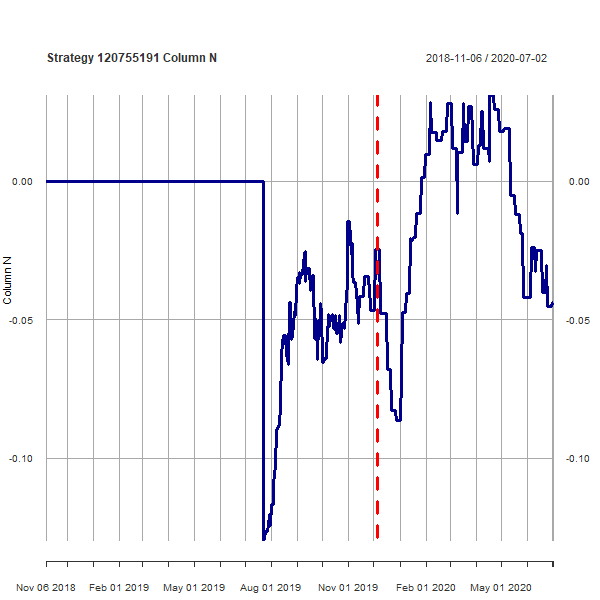 Strategy 120755191 Column N
2018-11-06 / 2020-07-02
0.00
0.00
Column N
-0.05
-0.05
-0.10
-0.10
Nov 06 2018
Feb 01 2019
May 01 2019
Aug 01 2019
Nov 01 2019
Feb 01 2020
May 01 2020